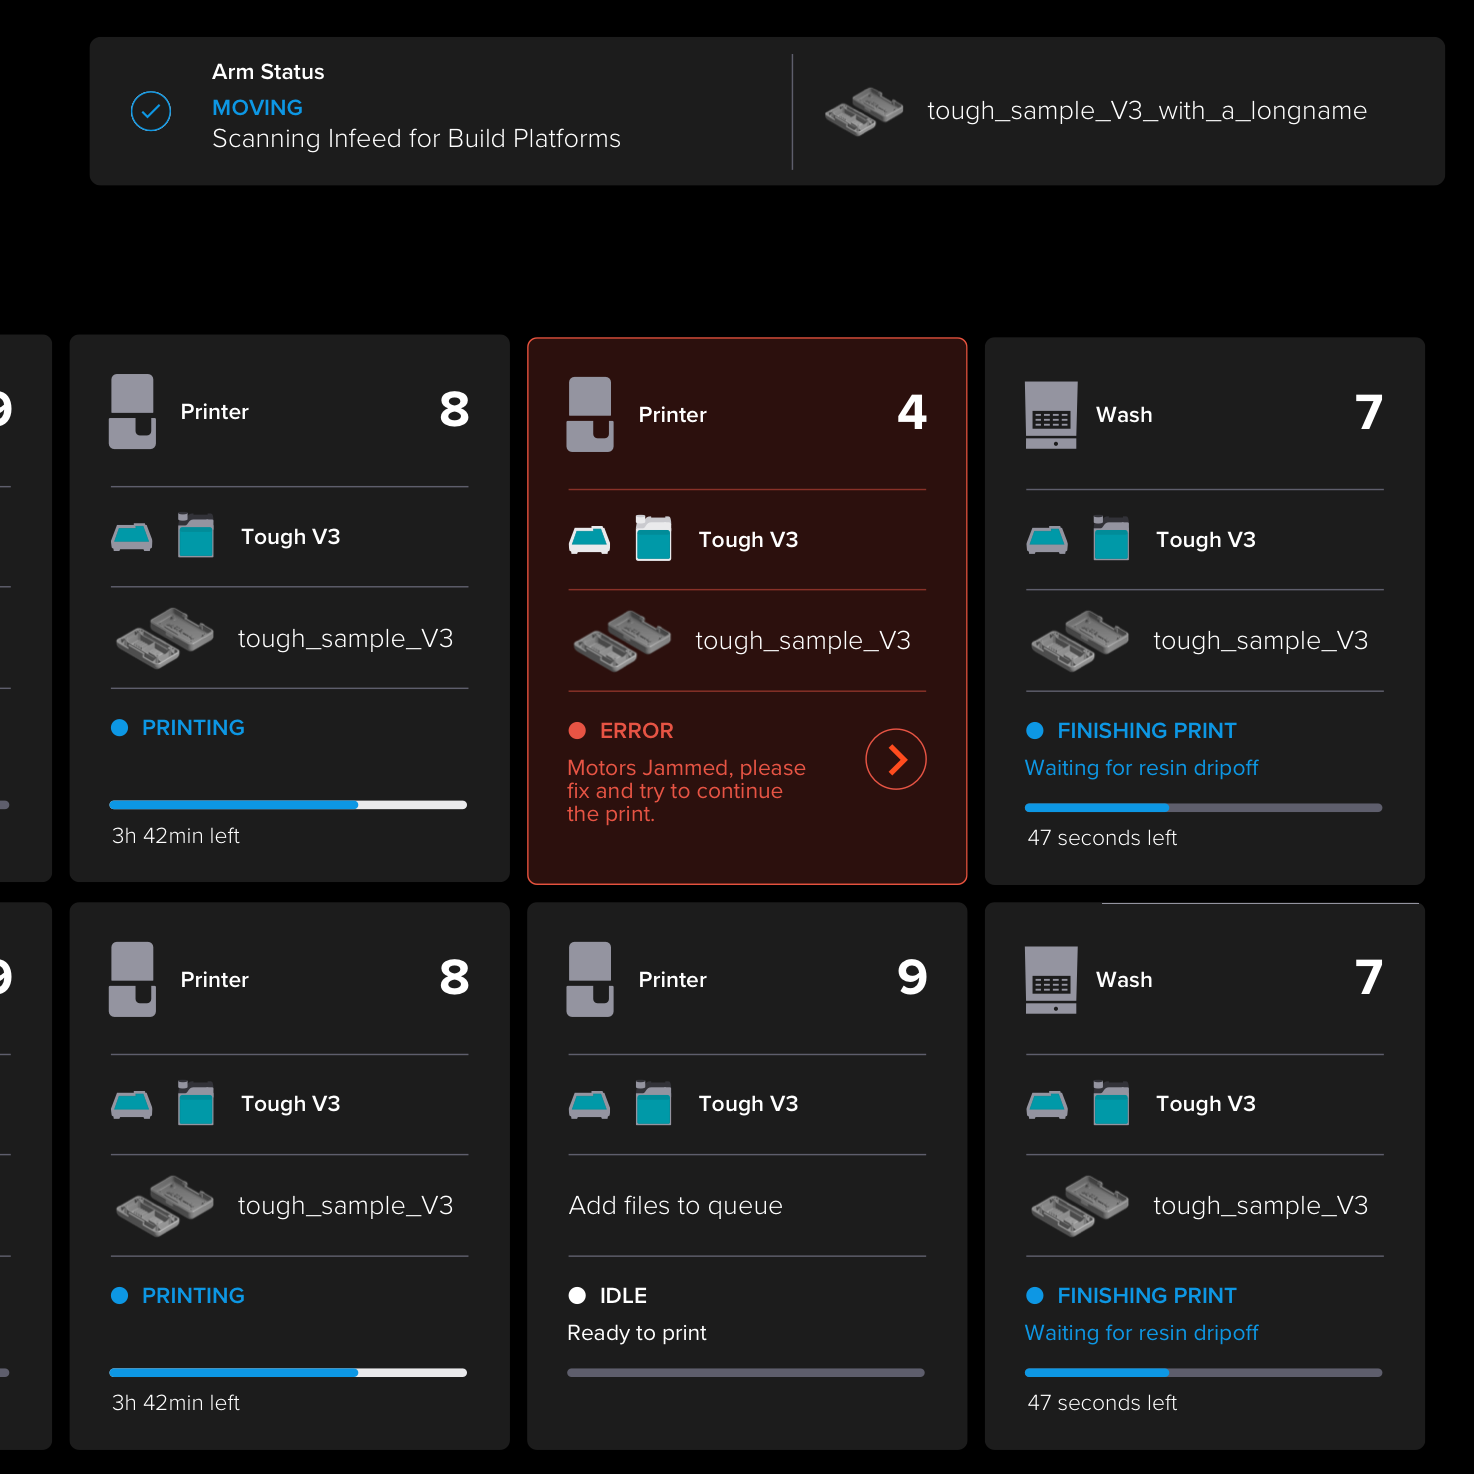 Arm Status
MOVING
Scanning Infeed for Build Platforms
tough_sample_V3_with_a_longname
9
Printer 8
Tough V3
tough_sample_V3
PRINTING
3h 42min left
Printer 4
Tough V3
tough_sample_V3
ERROR
Motors Jammed, please
fix and try to continue
the print.
Wash 7
Tough V3
tough_sample_V3
FINISHING PRINT
Waiting for resin dripoff
47 seconds left
9
Printer 8
Tough V3
tough_sample_V3
PRINTING
3h 42min left
Printer 9
Tough V3
Add files to queue
IDLE
Ready to print
Wash 7
Tough V3
tough_sample_V3
FINISHING PRINT
Waiting for resin dripoff
47 seconds left